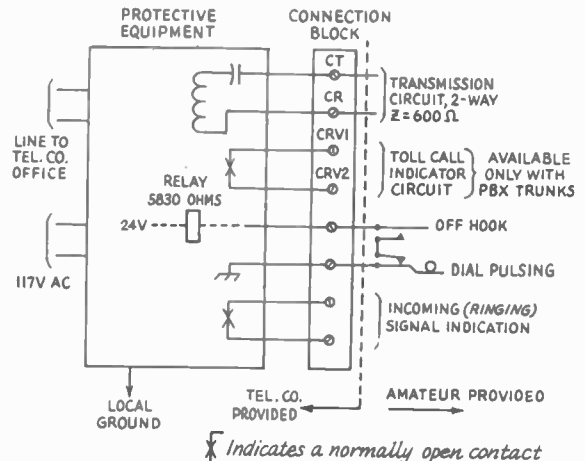 PROTECTIVE
EQUIPMENT
CONNECTION
BLOCK
CT
CR
TRANSMISSION
CIRCUIT, 2-WAY
Z=600Ω
LINE TO
TEL. CO.
OFFICE
CRV1
CRV2
TOLL CALL
INDICATOR
CIRCUIT
AVAILABLE
ONLY WITH
PBX TRUNKS
RELAY
5830 OHMS
24V
OFF HOOK
117V AC
DIAL PULSING
INCOMING (RINGING)
SIGNAL INDICATION
LOCAL
GROUND
TEL. CO.
PROVIDED
AMATEUR PROVIDED
Indicates a normally open contact